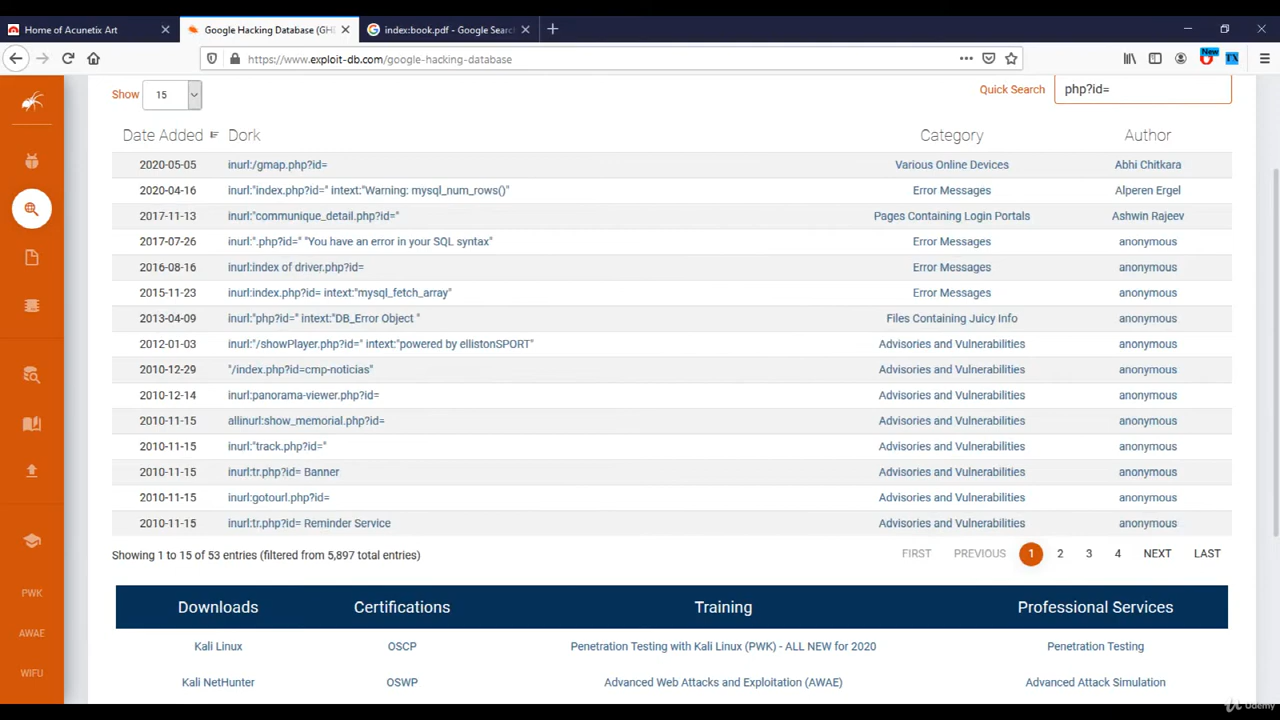 Home of Acunetix Art
Google Hacking Database (GH
index:book.pdf - Google Searc
https://www.exploit-db.com/google-hacking-database
New
TX
Show 15
Quick Search php?id=
Date Added Dork Category Author
2020-05-05 inurl:/gmap.php?id= Various Online Devices Abhi Chitkara
2020-04-16 inurl:"index.php?id=" intext:"Warning: mysql_num_rows()" Error Messages Alperen Ergel
2017-11-13 inurl:"communique_detail.php?id=" Pages Containing Login Portals Ashwin Rajeev
2017-07-26 inurl:".php?id=" "You have an error in your SQL syntax" Error Messages anonymous
2016-08-16 inurl:index of driver.php?id= Error Messages anonymous
2015-11-23 inurl:index.php?id= intext:"mysql_fetch_array" Error Messages anonymous
2013-04-09 inurl:"php?id=" intext:"DB_Error Object " Files Containing Juicy Info anonymous
2012-01-03 inurl:"/showPlayer.php?id=" intext:"powered by ellistonSPORT" Advisories and Vulnerabilities anonymous
2010-12-29 "/index.php?id=cmp-noticias" Advisories and Vulnerabilities anonymous
2010-12-14 inurl:panorama-viewer.php?id= Advisories and Vulnerabilities anonymous
2010-11-15 allinurl:show_memorial.php?id= Advisories and Vulnerabilities anonymous
2010-11-15 inurl:"track.php?id=" Advisories and Vulnerabilities anonymous
2010-11-15 inurl:tr.php?id= Banner Advisories and Vulnerabilities anonymous
2010-11-15 inurl:gotourl.php?id= Advisories and Vulnerabilities anonymous
2010-11-15 inurl:tr.php?id= Reminder Service Advisories and Vulnerabilities anonymous
Showing 1 to 15 of 53 entries (filtered from 5,897 total entries)
FIRST PREVIOUS 1 2 3 4 NEXT LAST
PWK
AWAE
WIFU
Downloads Certifications Training Professional Services
Kali Linux OSCP Penetration Testing with Kali Linux (PWK) - ALL NEW for 2020 Penetration Testing
Kali NetHunter OSWP Advanced Web Attacks and Exploitation (AWAE) Advanced Attack Simulation
Udemy